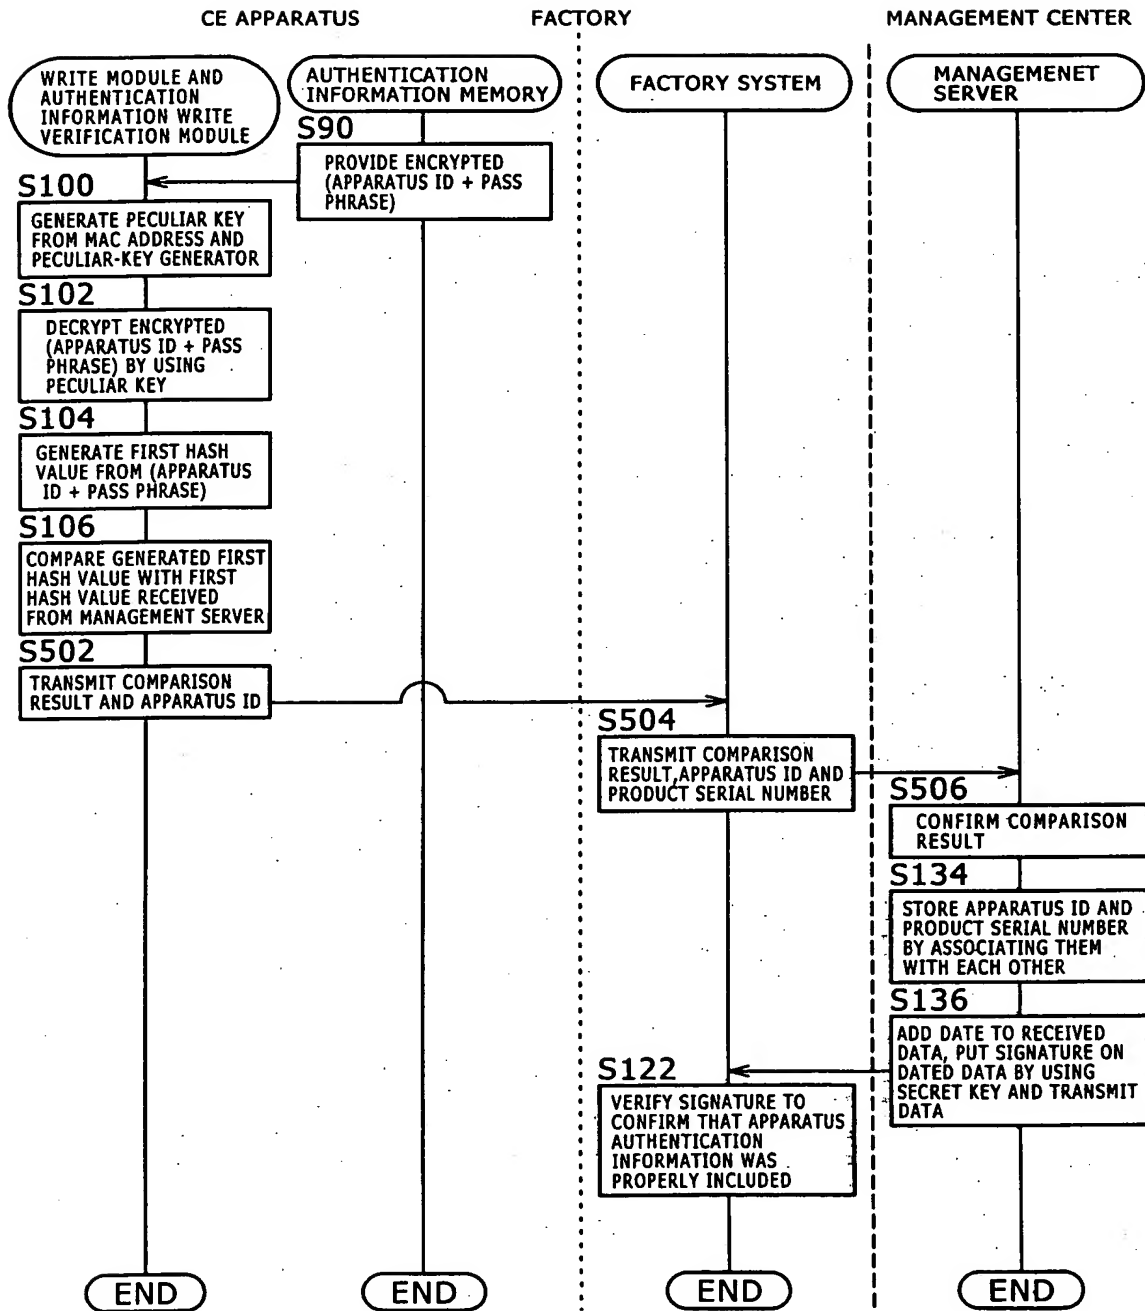 CE APPARATUS
FACTORY
MANAGEMENT CENTER
WRITE MODULE AND
AUTHENTICATION
INFORMATION WRITE
VERIFICATION MODULE
AUTHENTICATION
INFORMATION MEMORY
FACTORY SYSTEM
MANAGEMENET
SERVER
S90
PROVIDE ENCRYPTED
(APPARATUS ID + PASS
PHRASE)
S100
GENERATE PECULIAR KEY
FROM MAC ADDRESS AND
PECULIAR-KEY GENERATOR
S102
DECRYPT ENCRYPTED
(APPARATUS ID + PASS
PHRASE) BY USING
PECULIAR KEY
S104
GENERATE FIRST HASH
VALUE FROM (APPARATUS
ID + PASS PHRASE)
S106
COMPARE GENERATED FIRST
HASH VALUE WITH FIRST
HASH VALUE RECEIVED
FROM MANAGEMENT SERVER
S502
TRANSMIT COMPARISON
RESULT AND APPARATUS ID
S504
TRANSMIT COMPARISON
RESULT, APPARATUS ID AND
PRODUCT SERIAL NUMBER
S506
CONFIRM COMPARISON
RESULT
S134
STORE APPARATUS ID AND
PRODUCT SERIAL NUMBER
BY ASSOCIATING THEM
WITH EACH OTHER
S136
ADD DATE TO RECEIVED
DATA, PUT SIGNATURE ON
DATED DATA BY USING
SECRET KEY AND TRANSMIT
DATA
S122
VERIFY SIGNATURE TO
CONFIRM THAT APPARATUS
AUTHENTICATION
INFORMATION WAS
PROPERLY INCLUDED
END
END
END
END